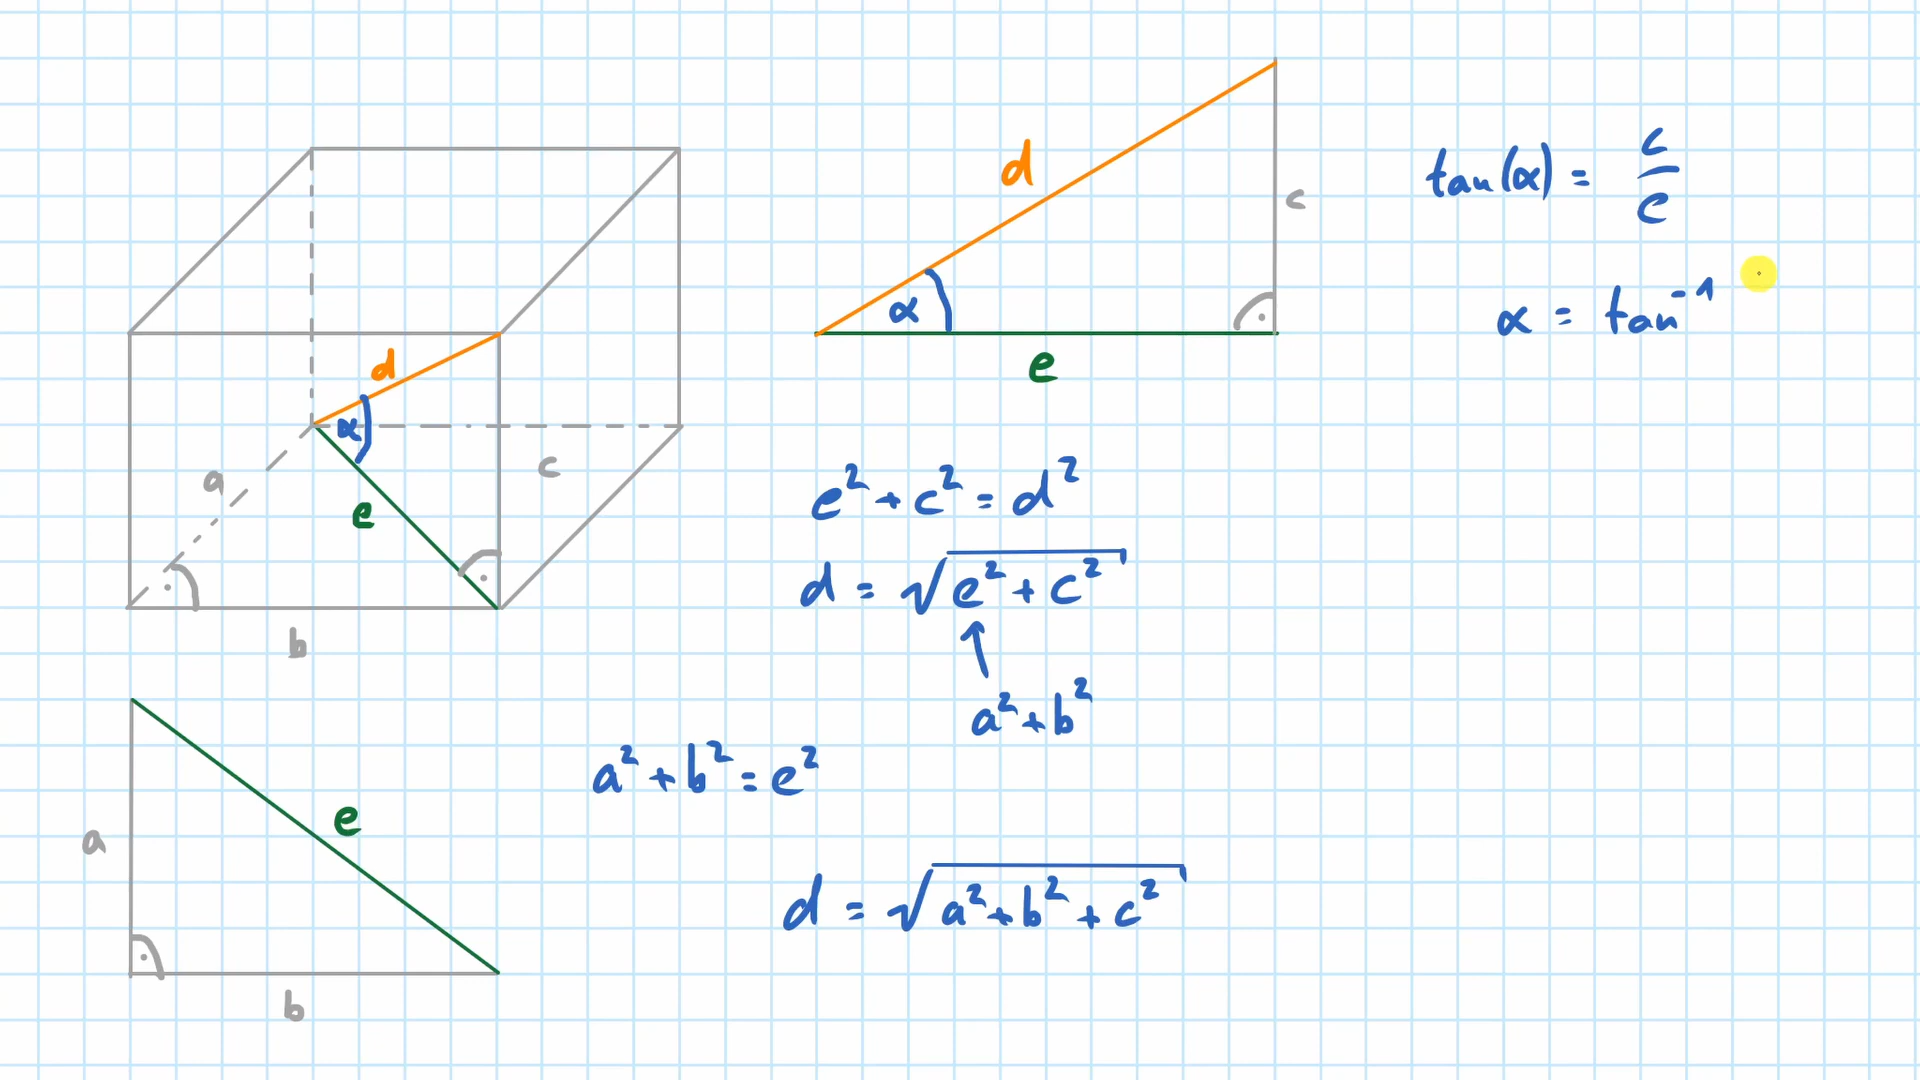 d
α
a
e
c
b
d
c
α
e
tan(α) = c/e
α = tan⁻¹
e² + c² = d²
d = √(e² + c²)
↑
a² + b²
a² + b² = e²
a
e
b
d = √(a² + b² + c²)